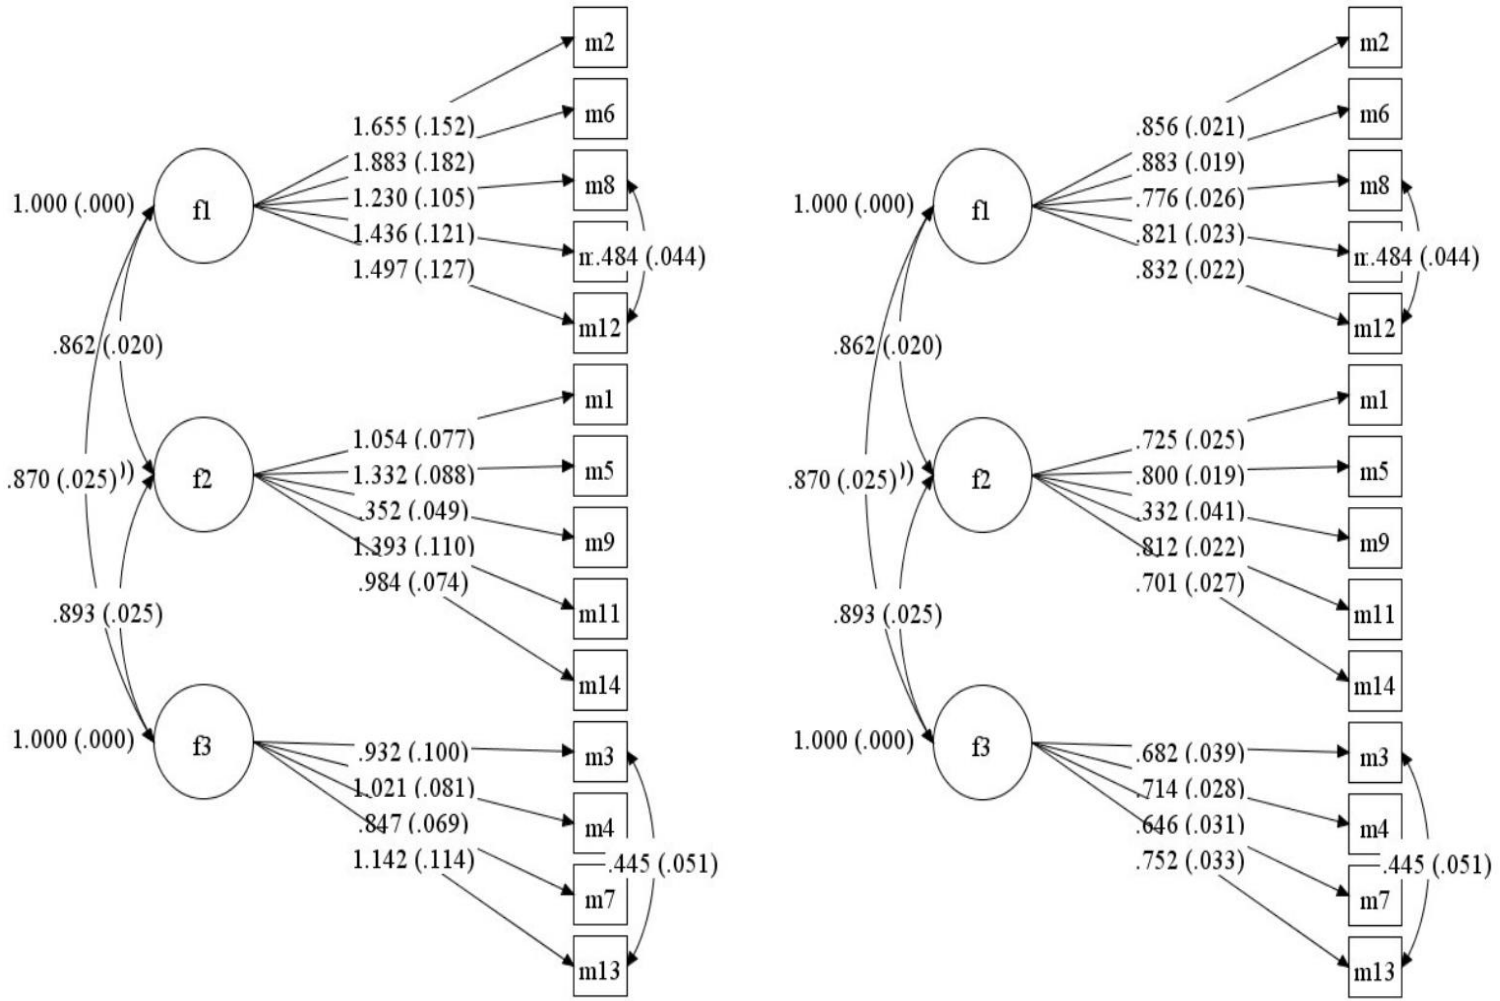 m2
m6
1.655 (.152)
1.883 (.182)
1.230 (.105)
1.436 (.121)
1.497 (.127)
m8
.484 (.044)
m12
1.000 (.000)
f1
.862 (.020)
m1
1.054 (.077)
1.332 (.088)
.352 (.049)
1.393 (.110)
.984 (.074)
m5
m9
m11
m14
.870 (.025)
f2
.893 (.025)
1.000 (.000)
f3
.932 (.100)
1.021 (.081)
.847 (.069)
1.142 (.114)
m3
m4
.445 (.051)
m7
m13
m2
m6
.856 (.021)
.883 (.019)
.776 (.026)
.821 (.023)
.832 (.022)
m8
.484 (.044)
m12
1.000 (.000)
f1
.862 (.020)
m1
.725 (.025)
.800 (.019)
.332 (.041)
.812 (.022)
.701 (.027)
m5
m9
m11
m14
.870 (.025)
f2
.893 (.025)
1.000 (.000)
f3
.682 (.039)
.714 (.028)
.646 (.031)
.752 (.033)
m3
m4
.445 (.051)
m7
m13